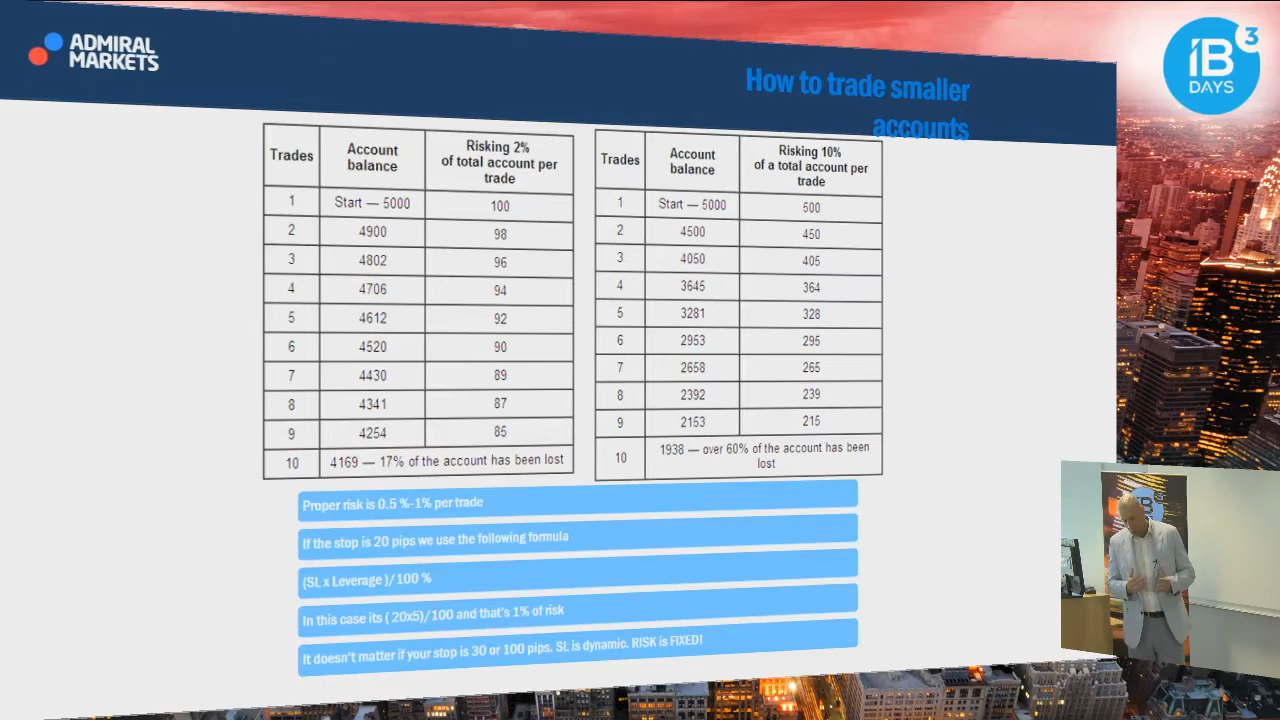 ADMIRAL
MARKETS
iB 3
DAYS
How to trade smaller
accounts
Trades Account balance Risking 2% of total account per trade
1 Start — 5000 100
2 4900 98
3 4802 96
4 4706 94
5 4612 92
6 4520 90
7 4430 89
8 4341 87
9 4254 85
10 4169 — 17% of the account has been lost
Trades Account balance Risking 10% of a total account per trade
1 Start — 5000 500
2 4500 450
3 4050 405
4 3645 364
5 3281 328
6 2953 295
7 2658 265
8 2392 239
9 2153 215
10 1938 — over 60% of the account has been lost
Proper risk is 0.5 %-1% per trade
If the stop is 20 pips we use the following formula
(SL x Leverage )/100 %
In this case its ( 20x5)/100 and that's 1% of risk
It doesn't matter if your stop is 30 or 100 pips. SL is dynamic. RISK is FIXED!